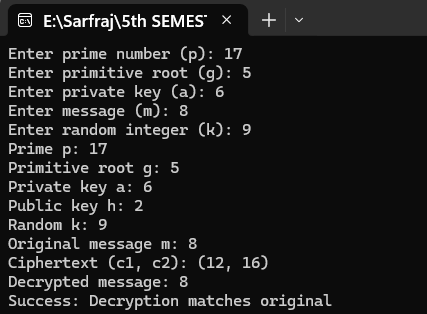 E:\Sarfraj\5th SEMES
Enter prime number (p): 17
Enter primitive root (g): 5
Enter private key (a): 6
Enter message (m): 8
Enter random integer (k): 9
Prime p: 17
Primitive root g: 5
Private key a: 6
Public key h: 2
Random k: 9
Original message m: 8
Ciphertext (c1, c2): (12, 16)
Decrypted message: 8
Success: Decryption matches original